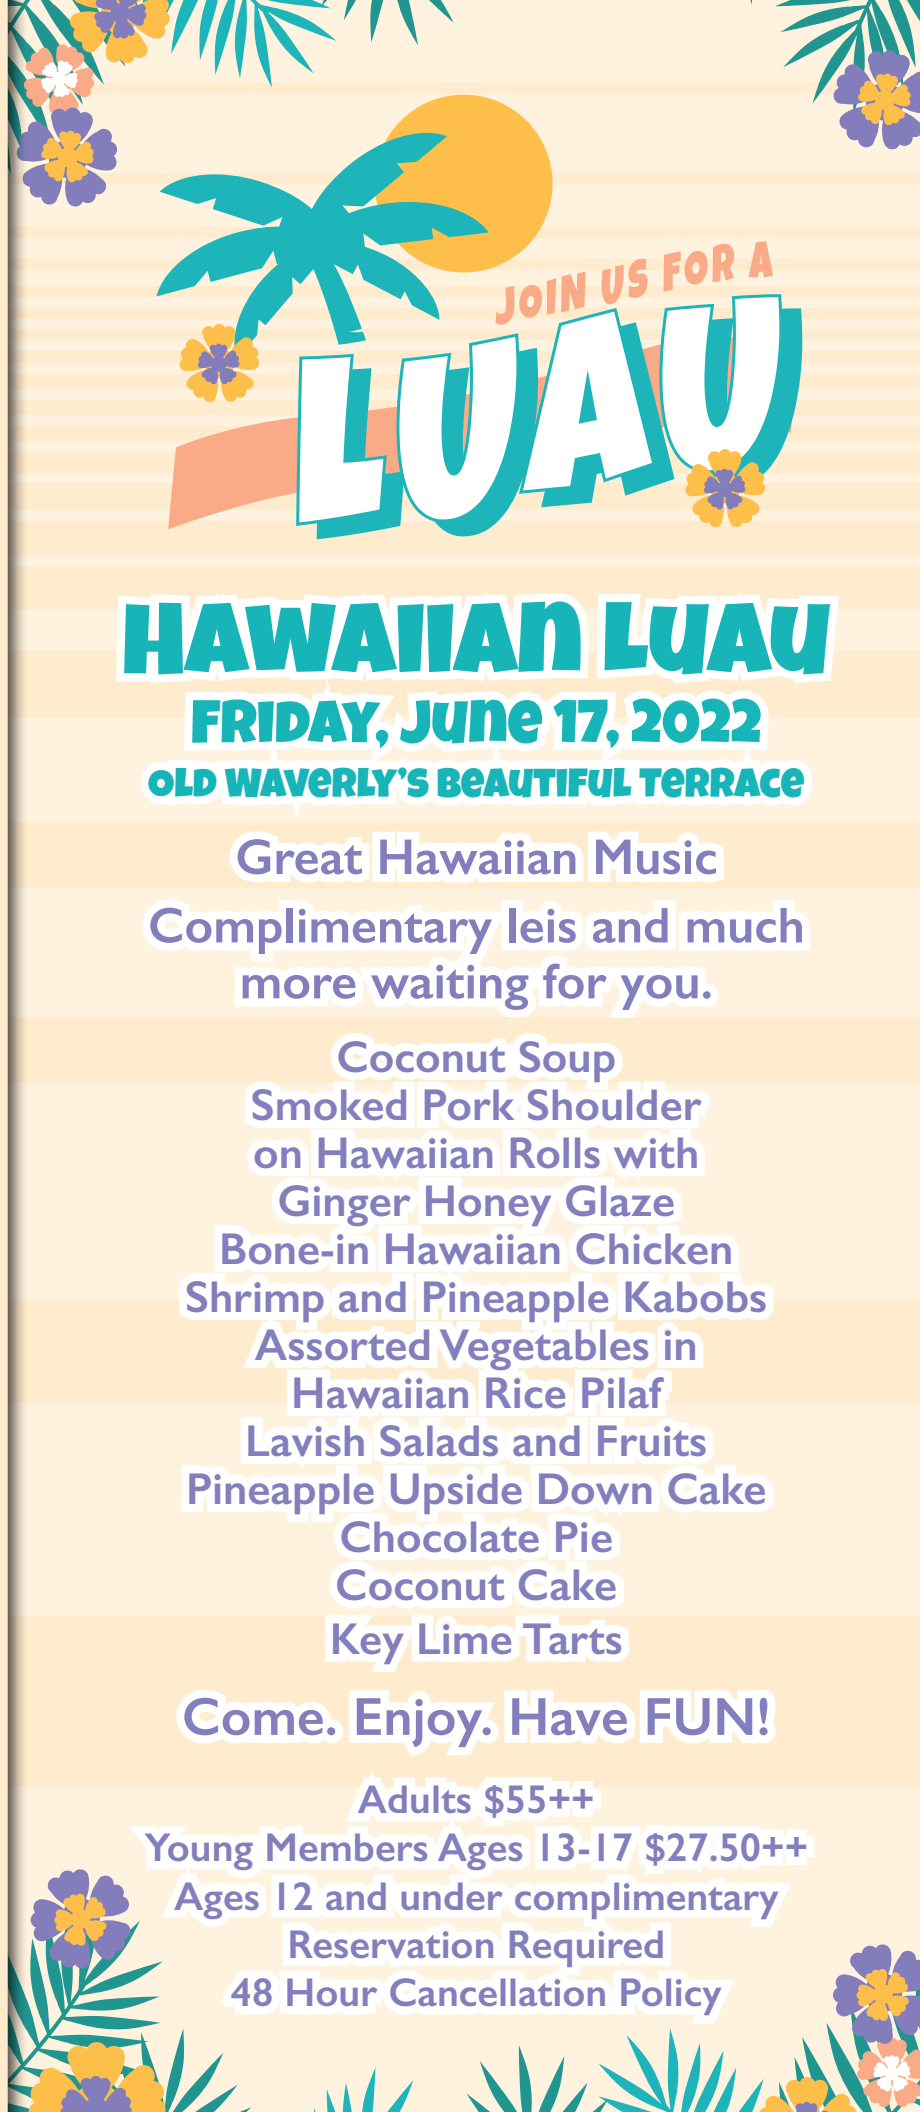 JOIN US FOR A
LUAU
HAWAIIAN LUAU
FRIDAY, June 17, 2022
OLD WAVeRLY'S BeAUTIFUL TeRRACe
Great Hawaiian Music
Complimentary leis and much
more waiting for you.
Coconut Soup
Smoked Pork Shoulder
on Hawaiian Rolls with
Ginger Honey Glaze
Bone-in Hawaiian Chicken
Shrimp and Pineapple Kabobs
Assorted Vegetables in
Hawaiian Rice Pilaf
Lavish Salads and Fruits
Pineapple Upside Down Cake
Chocolate Pie
Coconut Cake
Key Lime Tarts
Come. Enjoy. Have FUN!
Adults $55++
Young Members Ages 13-17 $27.50++
Ages 12 and under complimentary
Reservation Required
48 Hour Cancellation Policy